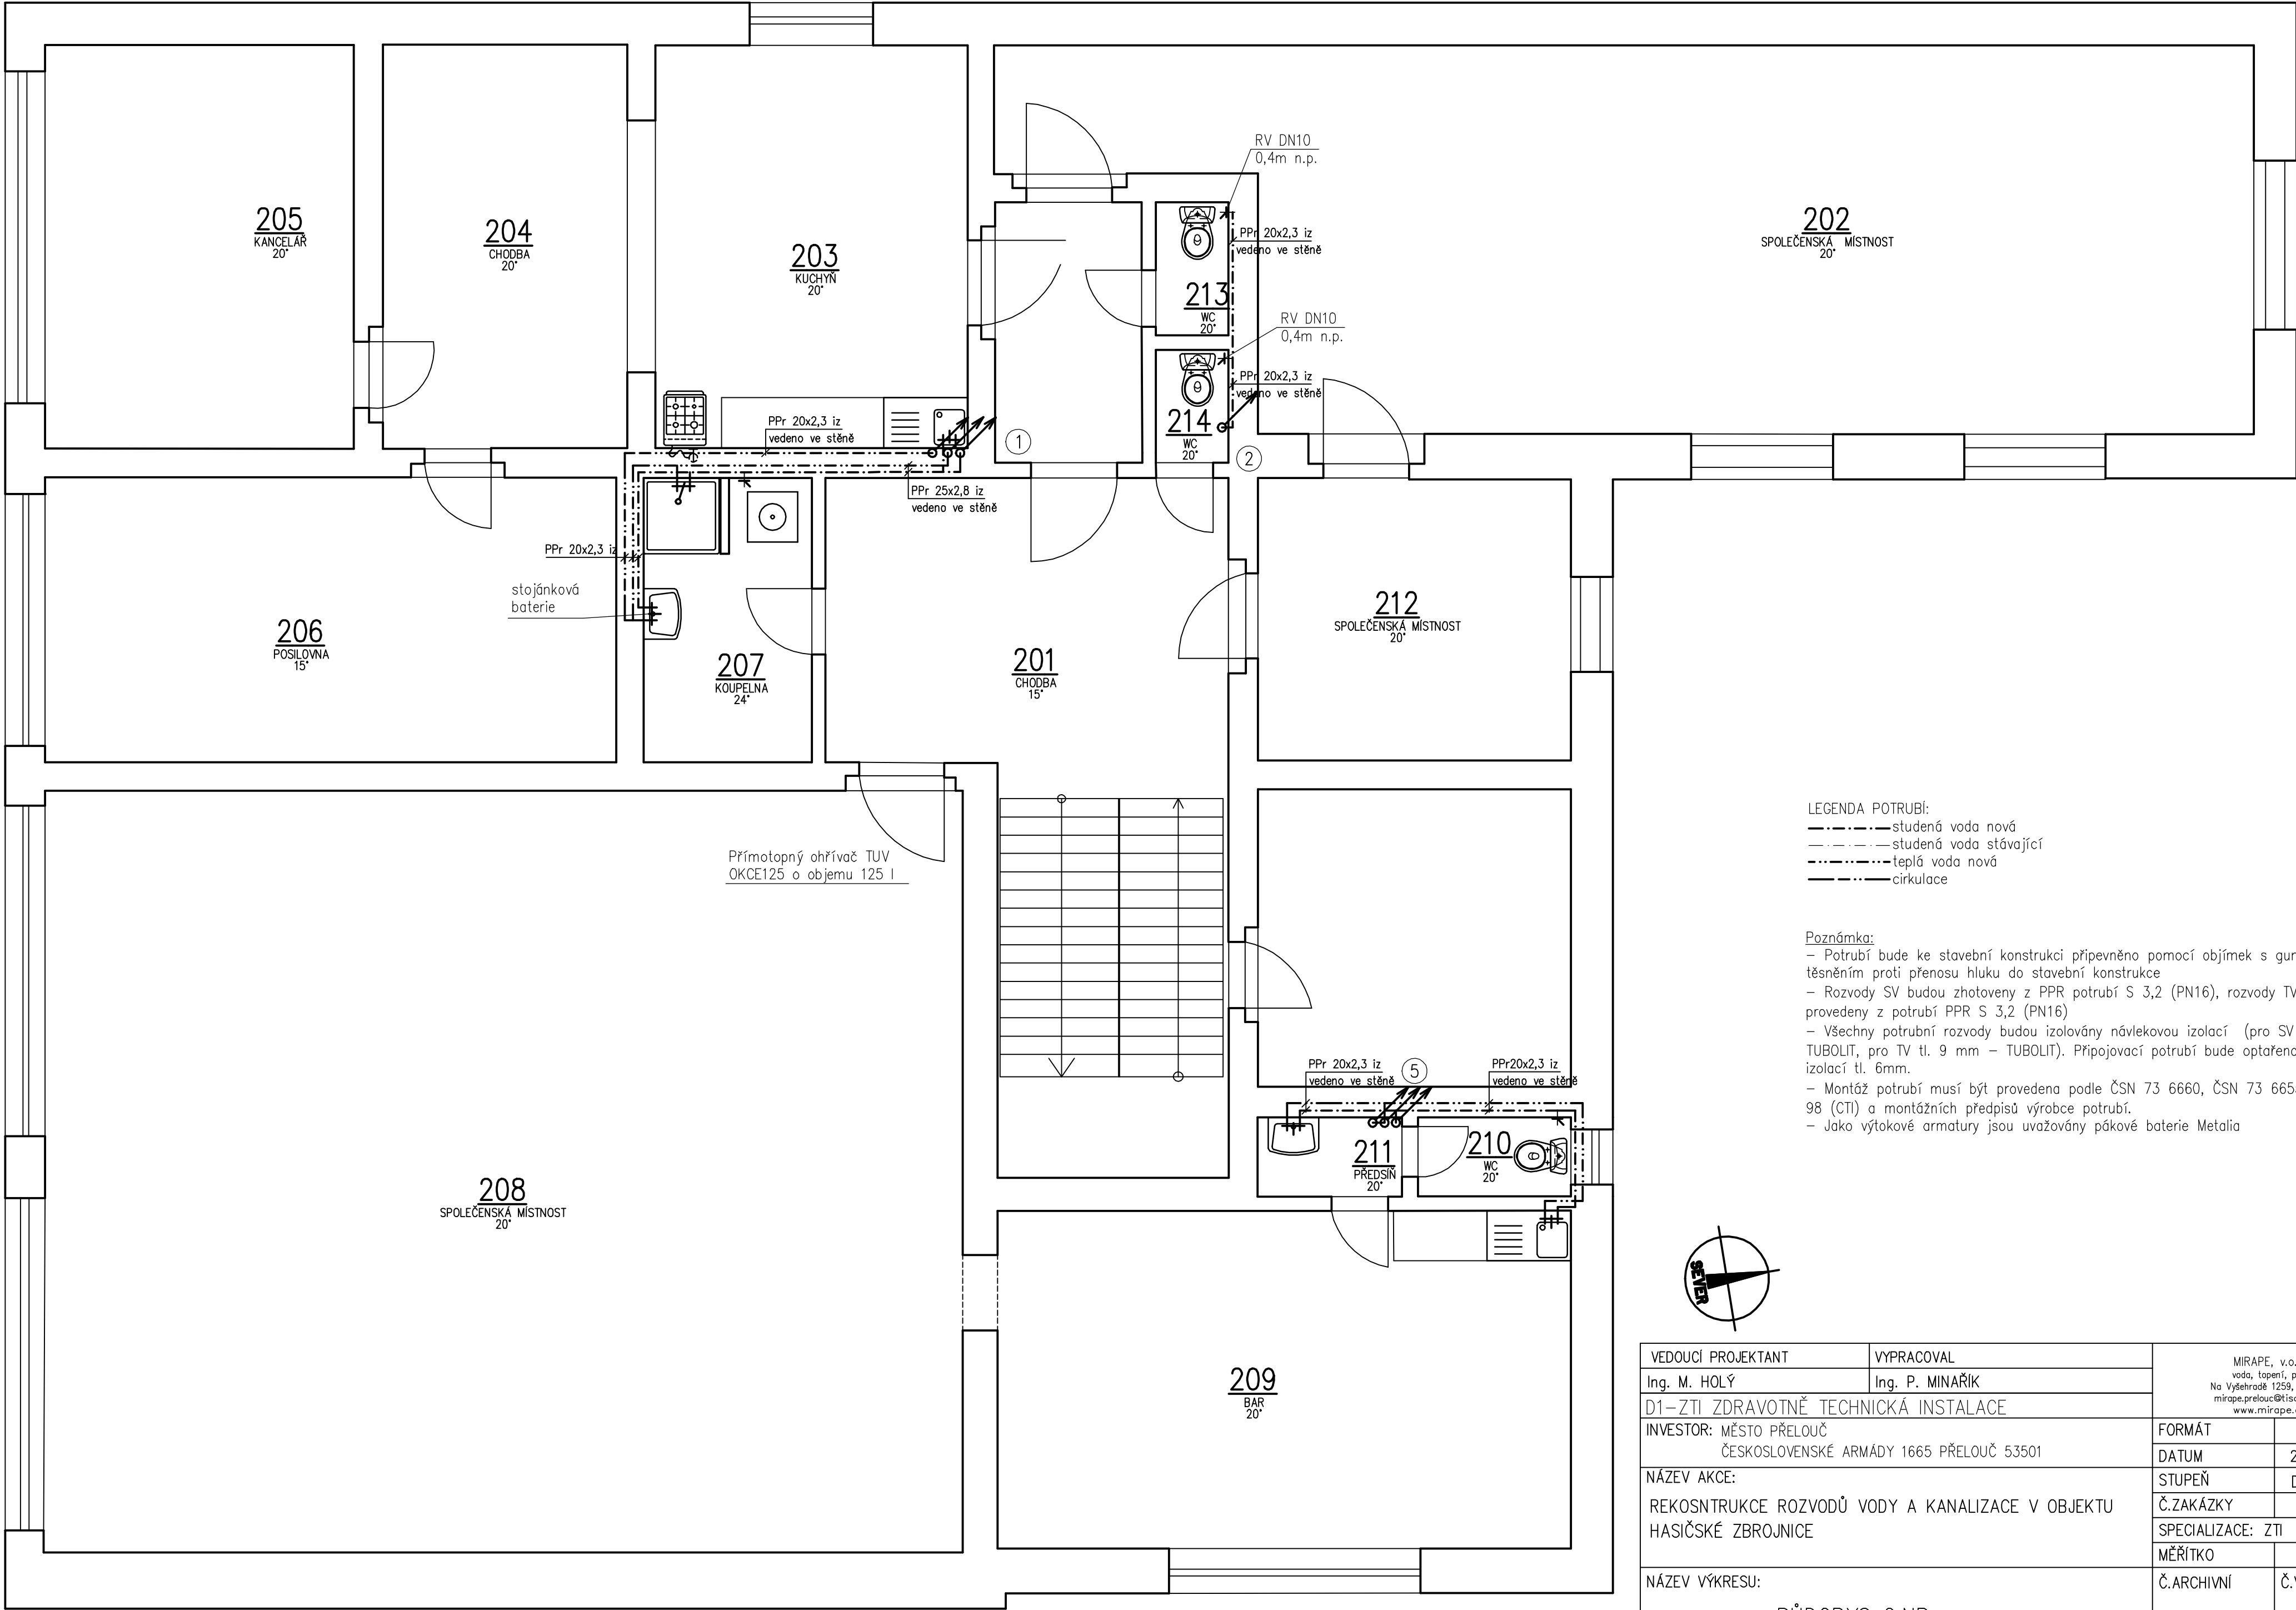 205
KANCELÁŘ
20°
204
CHODBA
20°
203
KUCHYŇ
20°
RV DN10
0,4m n.p.
PPr 20x2,3 iz
vedeno ve stěně
213
WC
20°
RV DN10
0,4m n.p.
PPr 20x2,3 iz
vedeno ve stěně
214
WC
20°
202
SPOLEČENSKÁ MÍSTNOST
20°
PPr 20x2,3 iz
vedeno ve stěně
1
2
PPr 25x2,8 iz
vedeno ve stěně
PPr 20x2,3 iz
stojánková
baterie
206
POSILOVNA
15°
207
KOUPELNA
24°
201
CHODBA
15°
212
SPOLEČENSKÁ MÍSTNOST
20°
Přímotopný ohřívač TUV
OKCE125 o objemu 125 l
LEGENDA POTRUBÍ:
studená voda nová
studená voda stávající
teplá voda nová
cirkulace
Poznámka:
– Potrubí bude ke stavební konstrukci připevněno pomocí objímek s
těsněním proti přenosu hluku do stavební konstrukce
– Rozvody SV budou zhotoveny z PPR potrubí S 3,2 (PN16), rozvody TV
provedeny z potrubí PPR S 3,2 (PN16)
– Všechny potrubní rozvody budou izolovány návlekovou izolací (pro SV
TUBOLIT, pro TV tl. 9 mm – TUBOLIT). Připojovací potrubí bude
izolací tl. 6mm.
– Montáž potrubí musí být provedena podle ČSN 73 6660, ČSN 73
98 (CTI) a montážních předpisů výrobce potrubí.
– Jako výtokové armatury jsou uvažovány pákové baterie Metalia
PPr 20x2,3 iz
vedeno ve stěně
5
PPr20x2,3 iz
vedeno ve stěně
211
PŘEDSÍŇ
20°
210
WC
20°
208
SPOLEČENSKÁ MÍSTNOST
20°
209
BAR
20°
SEVER
VEDOUCÍ PROJEKTANT
VYPRACOVAL
Ing. M. HOLÝ
Ing. P. MINAŘÍK
MIRAPE, v.o.
voda, topení,
Na Vyšehradě 1259,
www.mirape.
D1–ZTI ZDRAVOTNĚ TECHNICKÁ INSTALACE
INVESTOR: MĚSTO PŘELOUČ
ČESKOSLOVENSKÉ ARMÁDY 1665 PŘELOUČ 53501
NÁZEV AKCE:
REKOSNTRUKCE ROZVODŮ VODY A KANALIZACE V OBJEKTU
HASIČSKÉ ZBROJNICE
NÁZEV VÝKRESU:
FORMÁT
DATUM
STUPEŇ
Č.ZAKÁZKY
SPECIALIZACE: ZTI
MĚŘÍTKO
Č.ARCHIVNÍ